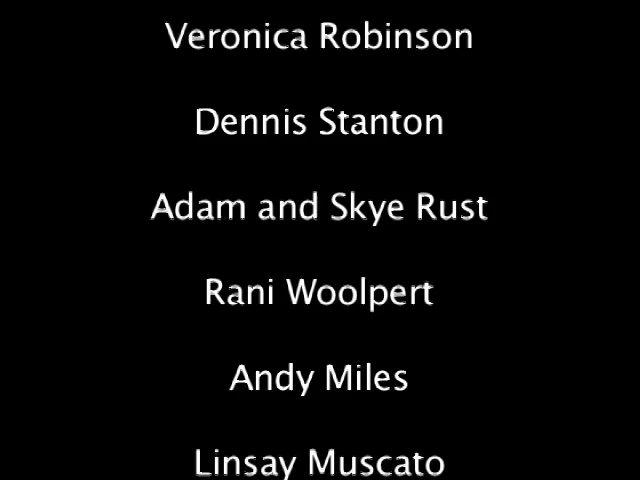 Veronica Robinson
Dennis Stanton
Adam and Skye Rust
Rani Woolpert
Andy Miles
Linsay Muscato